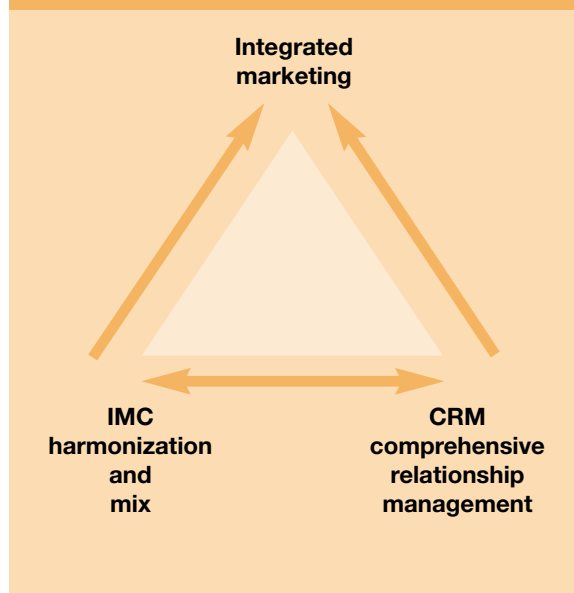 Integrated
marketing
IMC
harmonization
and
mix
CRM
comprehensive
relationship
management